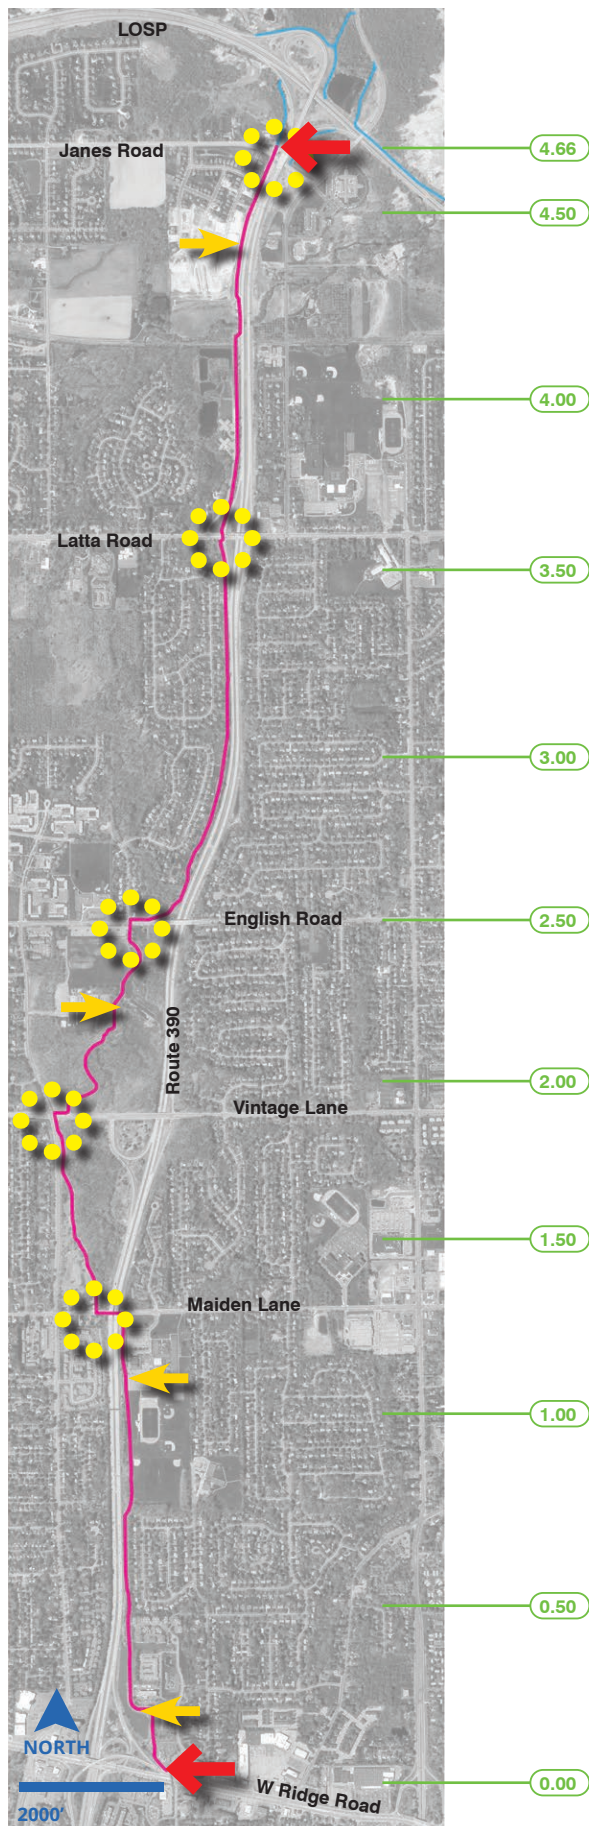 LOSP
Janes Road
4.66
4.50
4.00
Latta Road
3.50
3.00
English Road
2.50
Route 390
2.00
Vintage Lane
1.50
Maiden Lane
1.00
0.50
NORTH
W Ridge Road
0.00
2000'